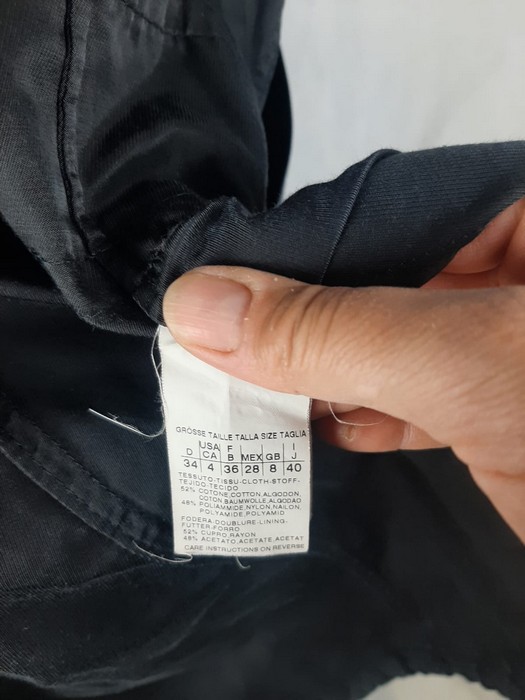 GRÖSSE TAILLE TALLA SIZE TAGLIA
D USA CA F B MEX GB I J
34 4 36 28 8 40
TESSUTO-TISSU-CLOTH-STOFF-
TEJIDO-TECIDO
52% COTONE,COTTON,ALGODON,
COTON,BAUMWOLLE,ALGODAO
48% POLIAMMIDE,NYLON,NAILON,
POLYAMIDE,POLYAMID
FODERA-DOUBLURE-LINING-
FUTTER-FORRO
52% CUPRO,RAYON
48% ACETATO,ACETATE,ACETAT
CARE INSTRUCTIONS ON REVERSE